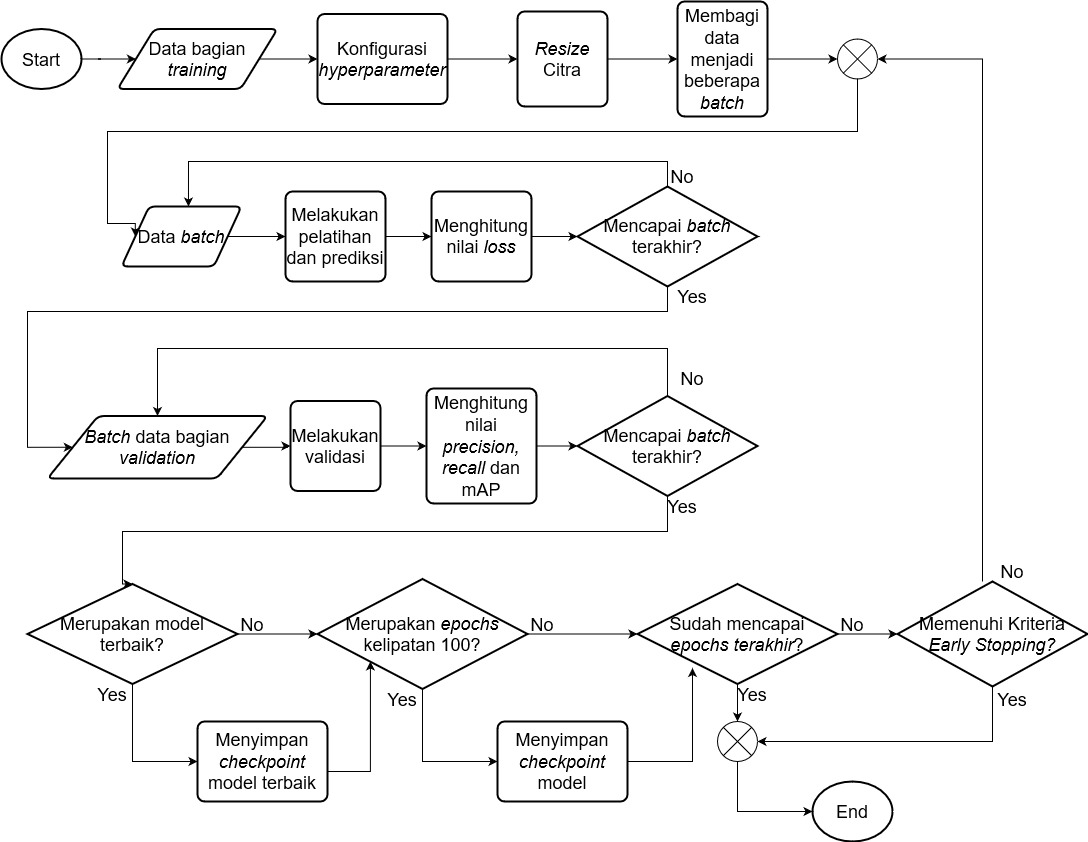 Start
Data bagian
training
Konfigurasi
hyperparameter
Resize
Citra
Membagi
data
menjadi
beberapa
batch
Data batch
Melakukan
pelatihan
dan prediksi
Menghitung
nilai loss
Mencapai batch
terakhir?
No
Yes
Batch data bagian
validation
Melakukan
validasi
Menghitung
nilai
precision,
recall dan
mAP
Mencapai batch
terakhir?
No
Yes
Merupakan model
terbaik?
No
Yes
Menyimpan
checkpoint
model terbaik
Merupakan epochs
kelipatan 100?
No
Yes
Menyimpan
checkpoint
model
Sudah mencapai
epochs terakhir?
No
Yes
Memenuhi Kriteria
Early Stopping?
No
Yes
End